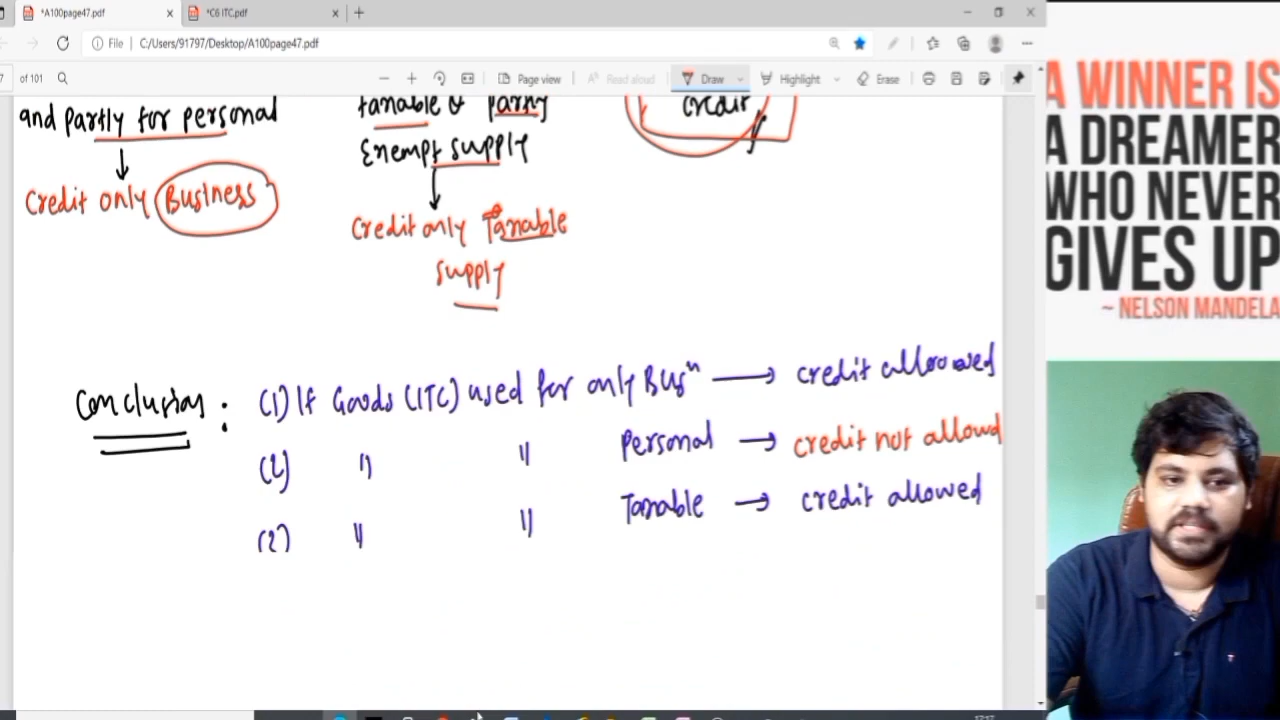 *A100page47.pdf
*C6 ITC.pdf
File
C:/Users/91797/Desktop/A100page47.pdf
7 of 101
Page view
Read aloud
Draw
Highlight
Erase
and partly for personal
Credit only Business
taxable & partly
Exempt supply
Credit only Taxable
supply
credit
Conclusion :
(1) If Goods (ITC) used for only Busn → credit allowed
(2) " " Personal → credit not allowd
(2) " " Taxable → credit allowed
A WINNER IS
A DREAMER
WHO NEVER
GIVES UP
~ NELSON MANDELA